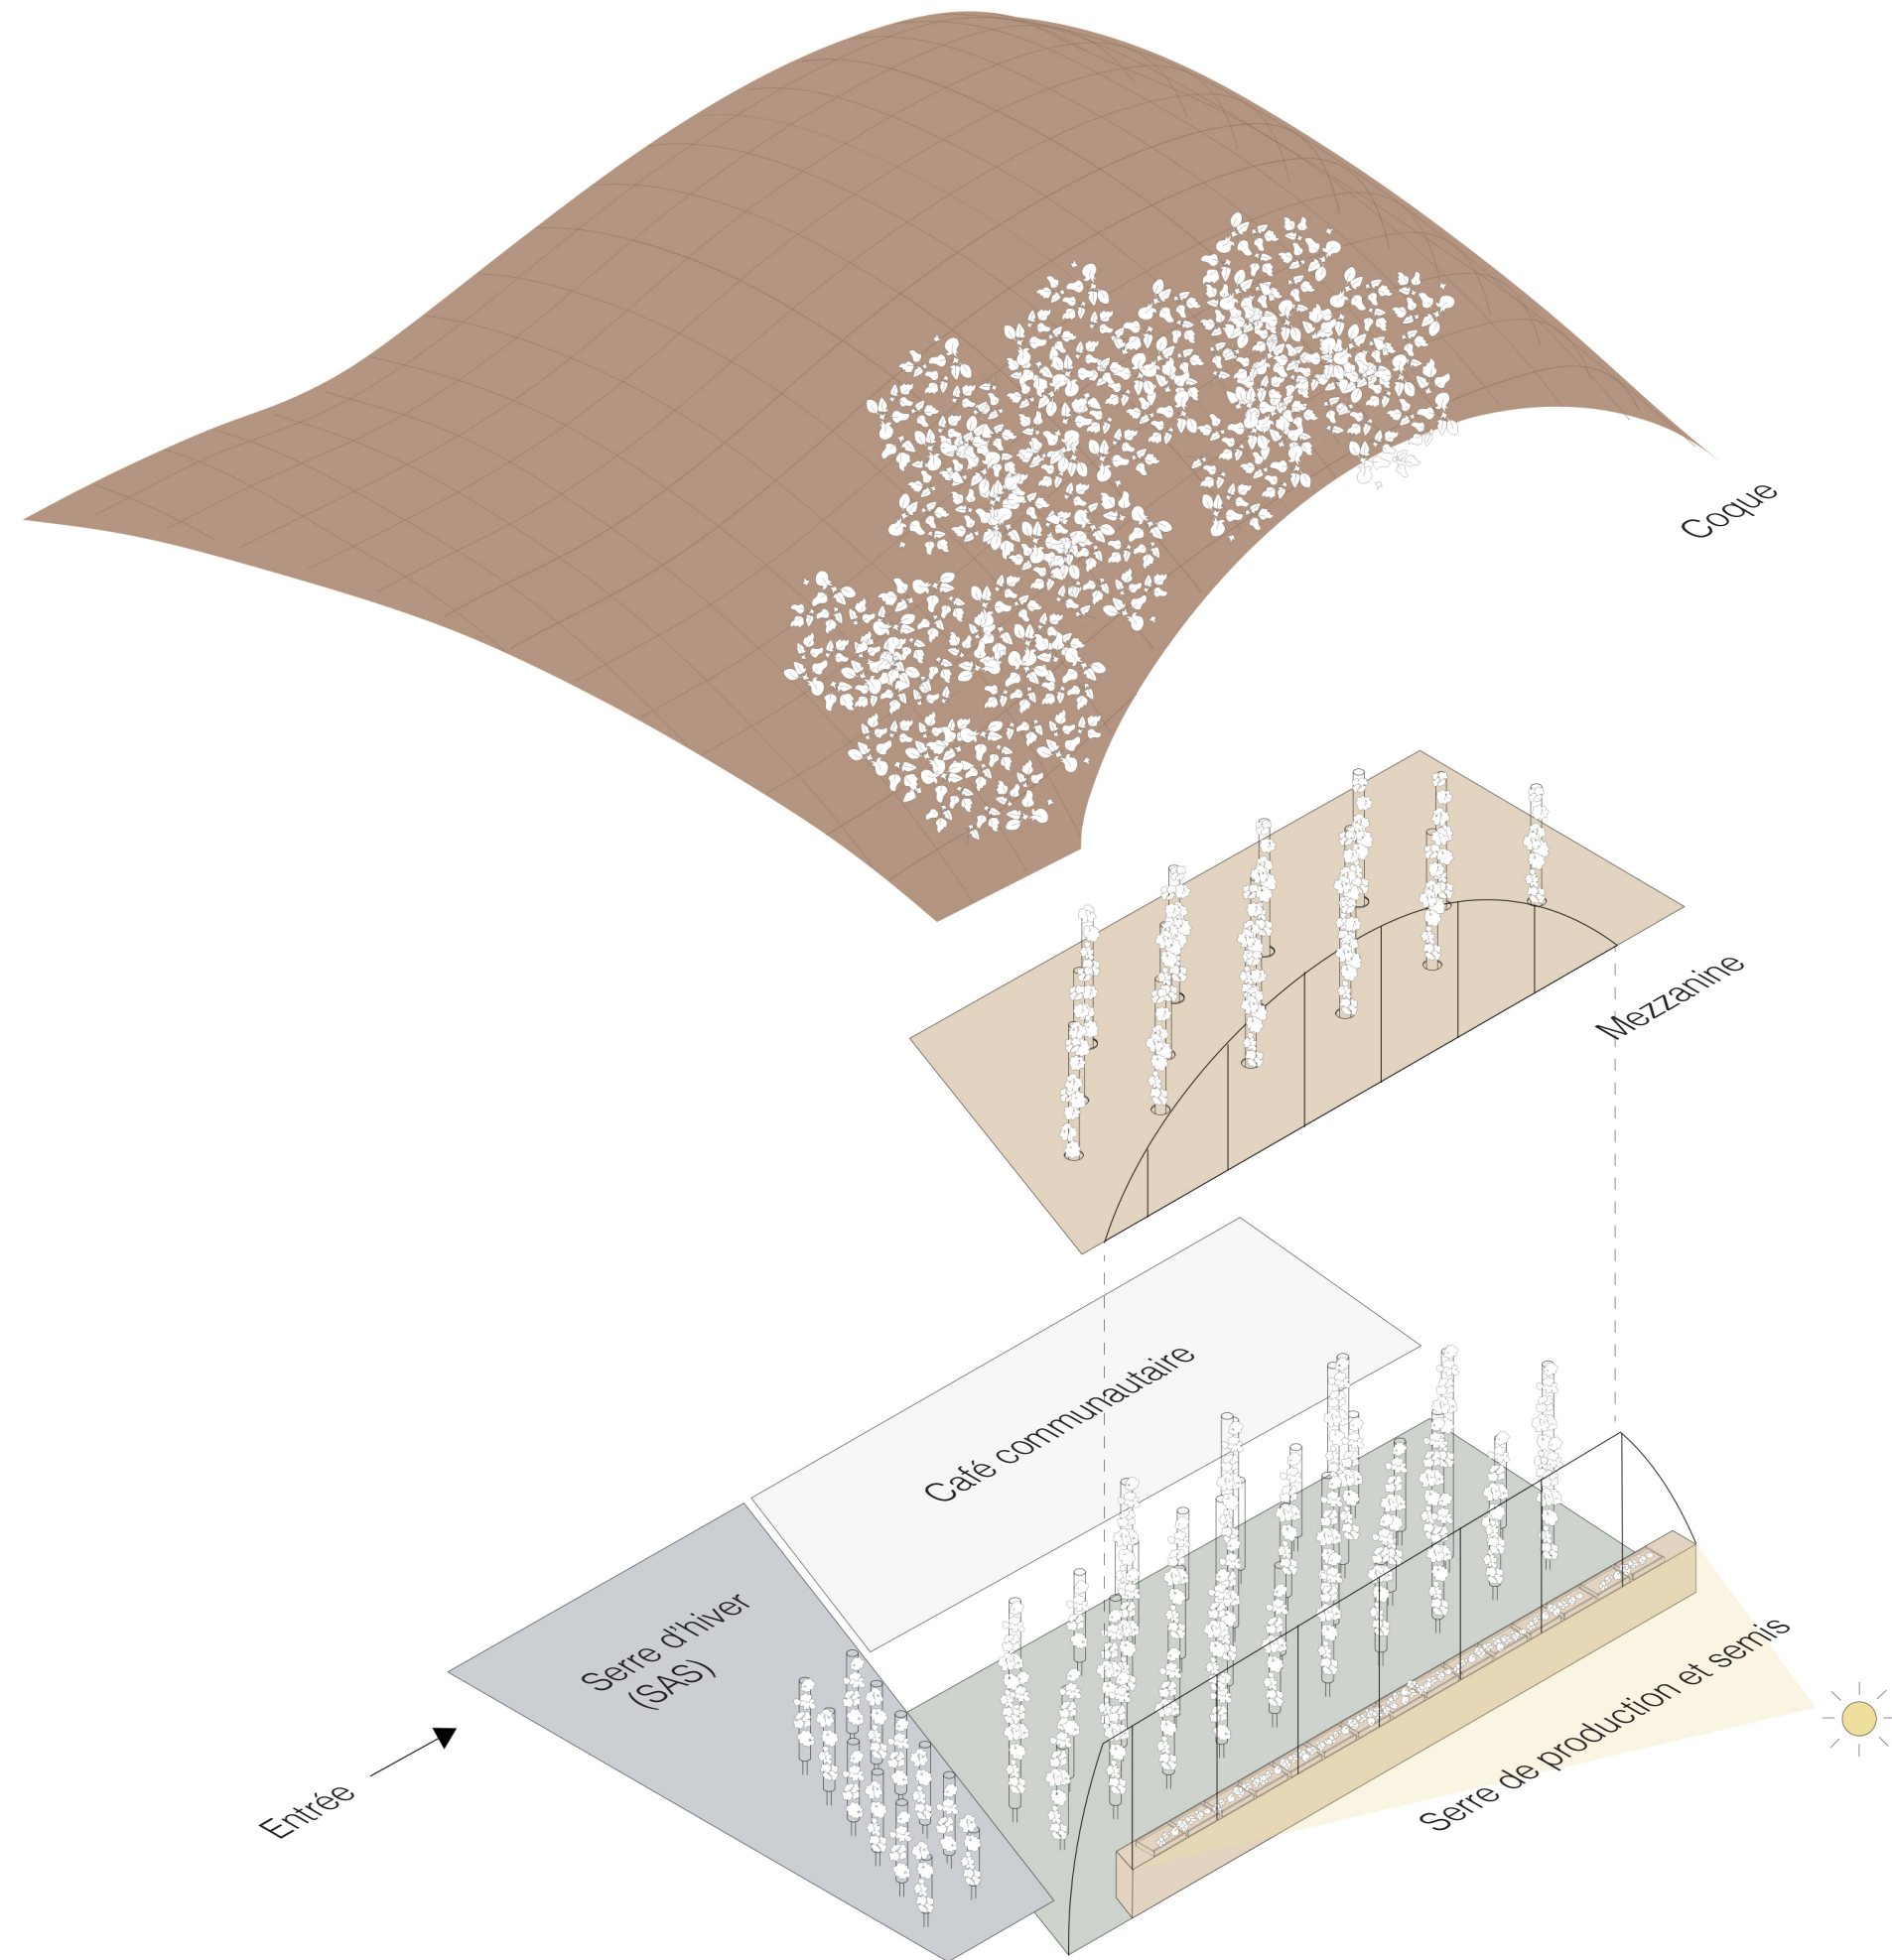 Coque
Mezzanine
Café communautaire
Serre d'hiver
(SAS)
Serre de production et semis
Entrée